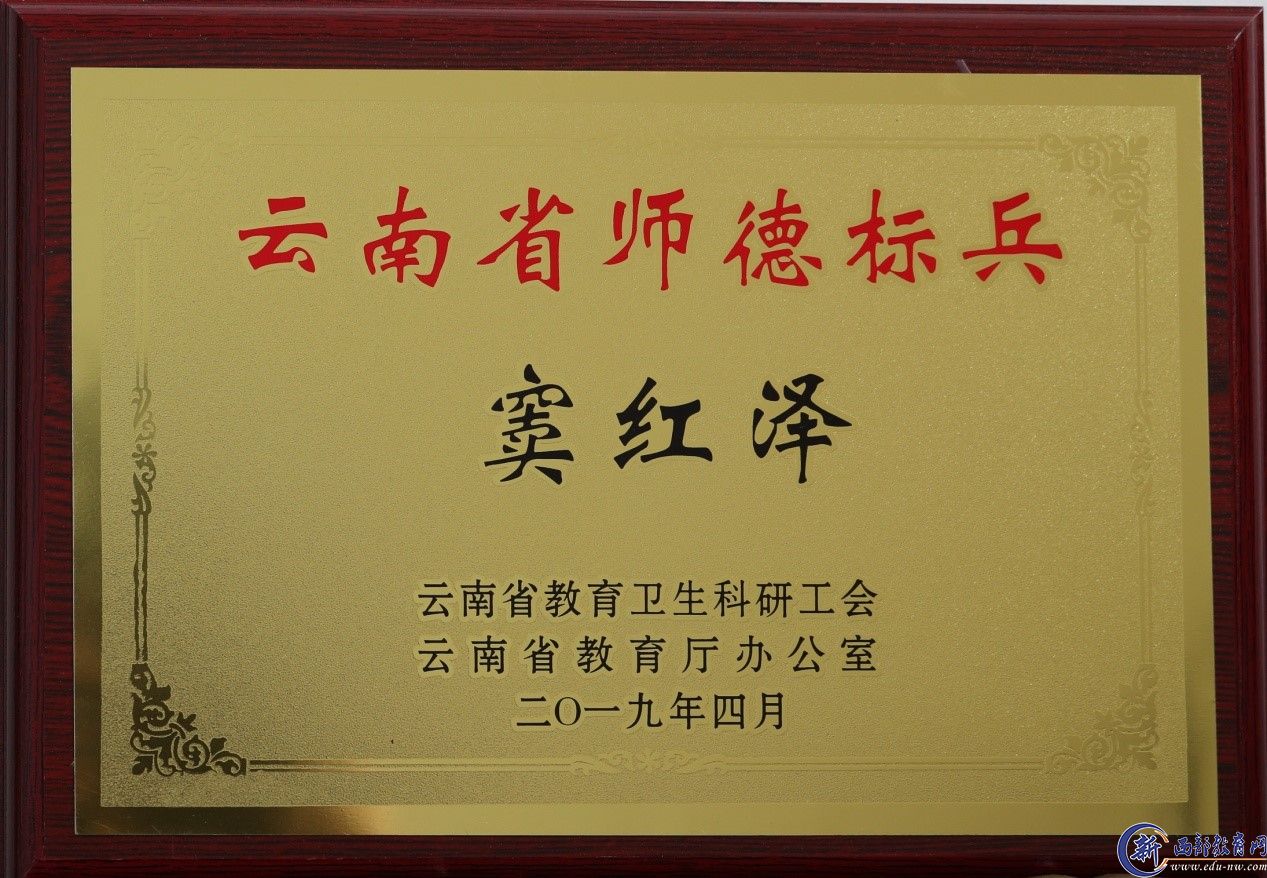 云南省师德标兵
窦红泽
云南省教育卫生科研工会
云南省教育厅办公室
二〇一九年四月
新 西部教育网
www.edu-nw.com